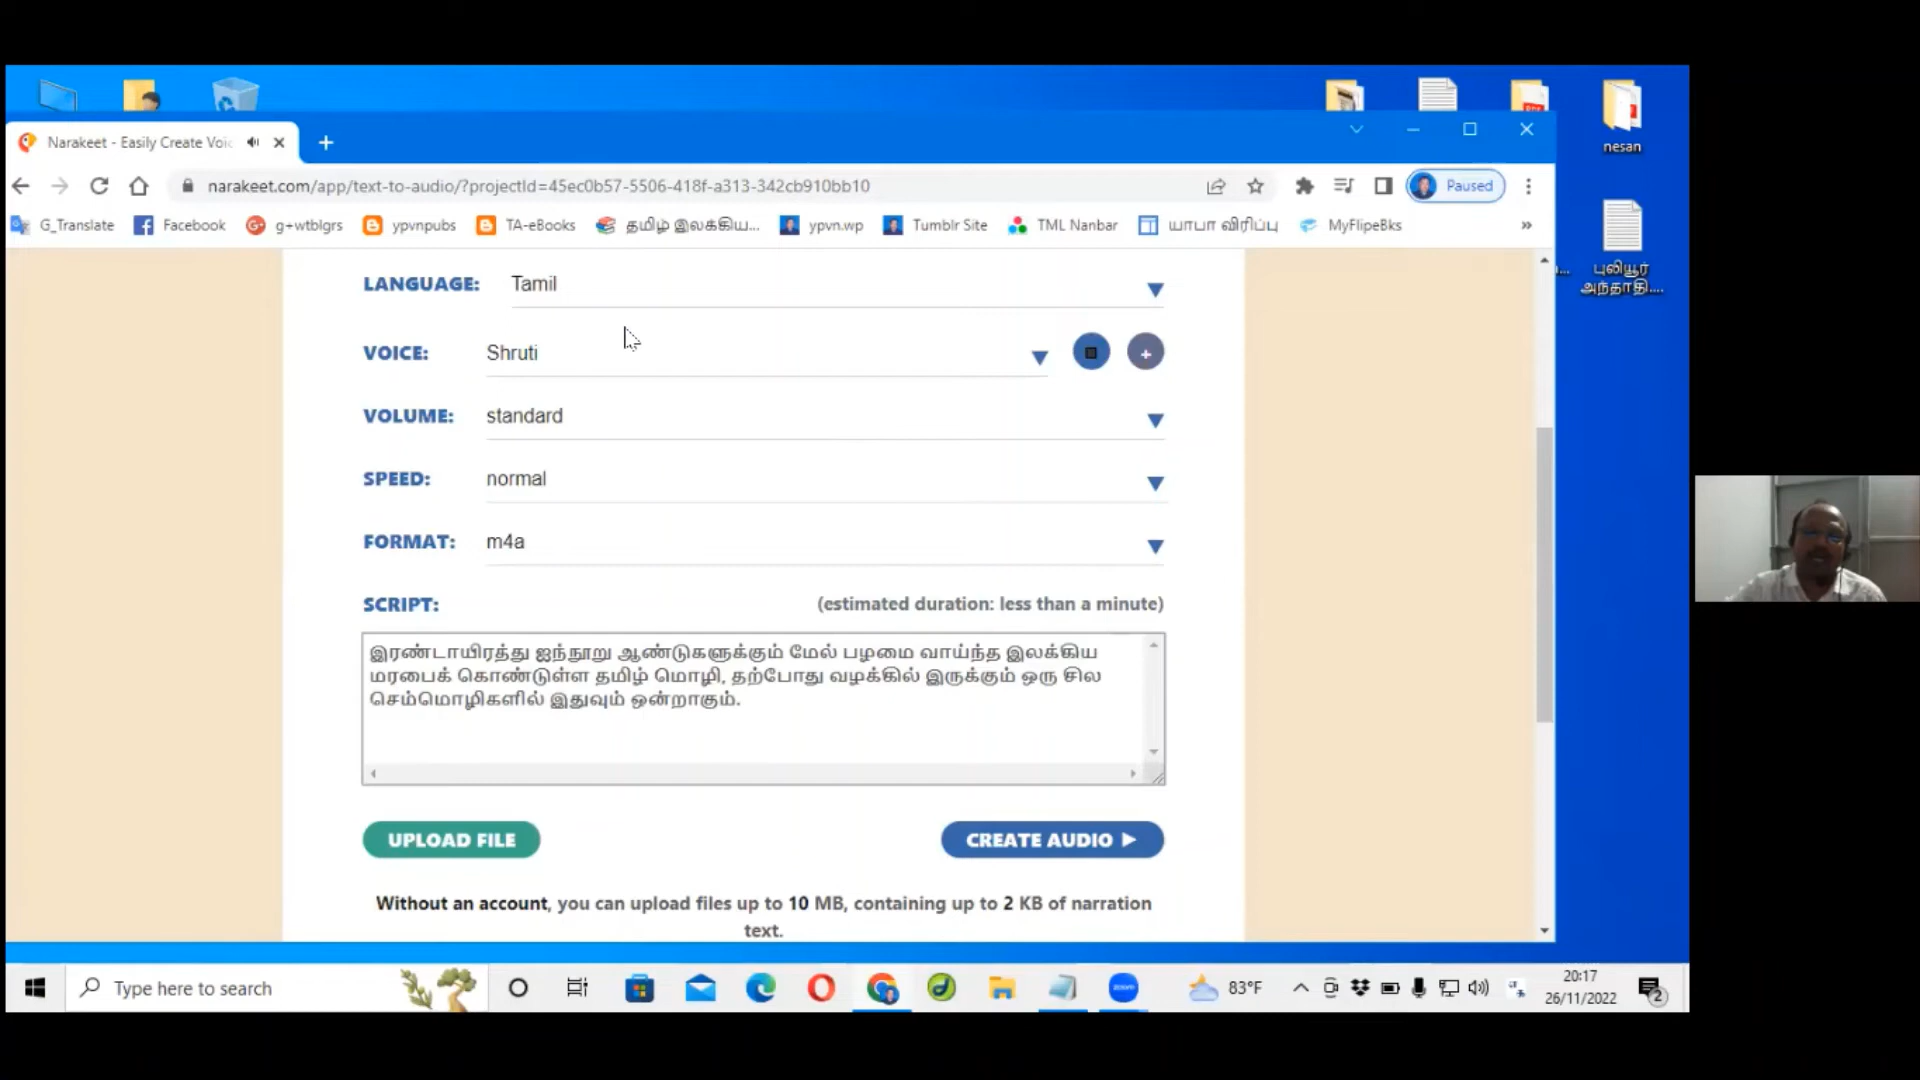 nesan
Narakeet - Easily Create Voic
narakeet.com/app/text-to-audio/?projectId=45ec0b57-5506-418f-a313-342cb910bb10
Paused
G_Translate
Facebook
g+wtblgrs
ypvnpubs
TA-eBooks
தமிழ் இலக்கிய...
ypvn.wp
Tumblr Site
TML Nanbar
யாபா விரிப்பு
MyFlipeBks
»
புலியூர்
அந்தாதி....
LANGUAGE: Tamil
VOICE: Shruti
VOLUME: standard
SPEED: normal
FORMAT: m4a
SCRIPT: (estimated duration: less than a minute)
இரண்டாயிரத்து ஐந்நூறு ஆண்டுகளுக்கும் மேல் பழமை வாய்ந்த இலக்கிய
மரபைக் கொண்டுள்ள தமிழ் மொழி, தற்போது வழக்கில் இருக்கும் ஒரு சில
செம்மொழிகளில் இதுவும் ஒன்றாகும்.
UPLOAD FILE
CREATE AUDIO
Without an account, you can upload files up to 10 MB, containing up to 2 KB of narration
text.
Type here to search
zoom
83°F
20:17
26/11/2022
2